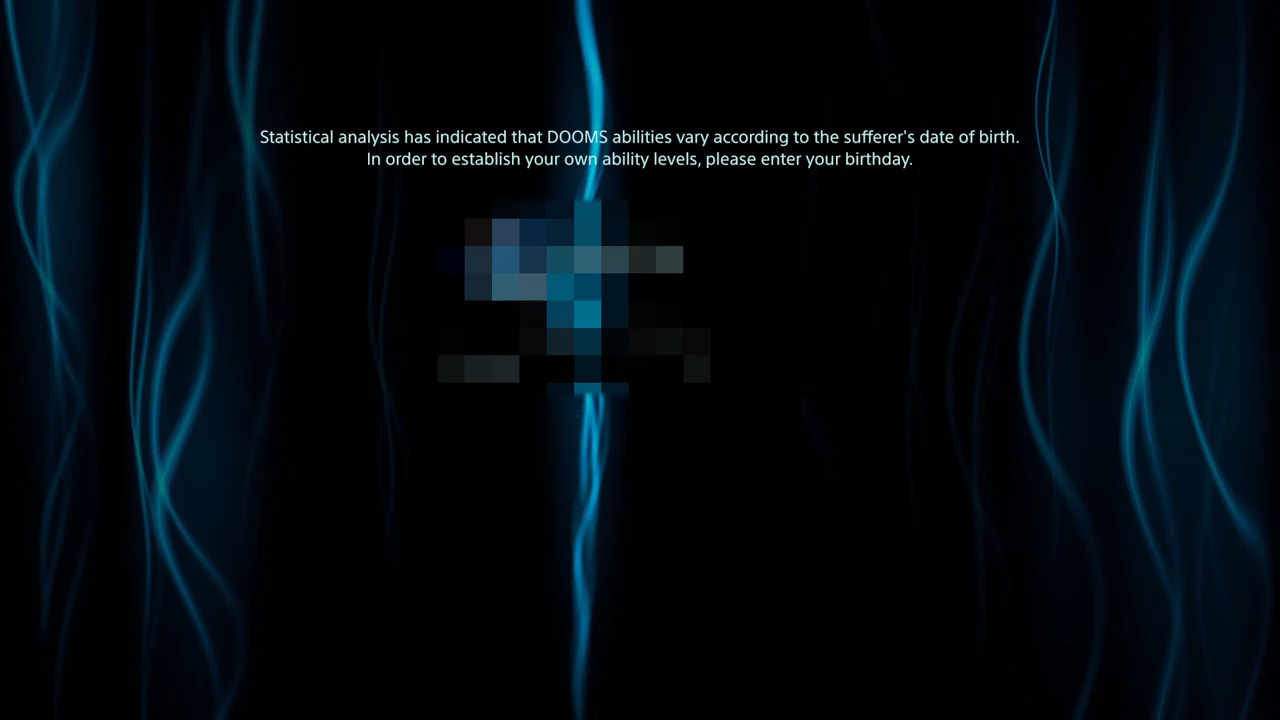 Statistical analysis has indicated that DOOMS abilities vary according to the sufferer's date of birth.
In order to establish your own ability levels, please enter your birthday.